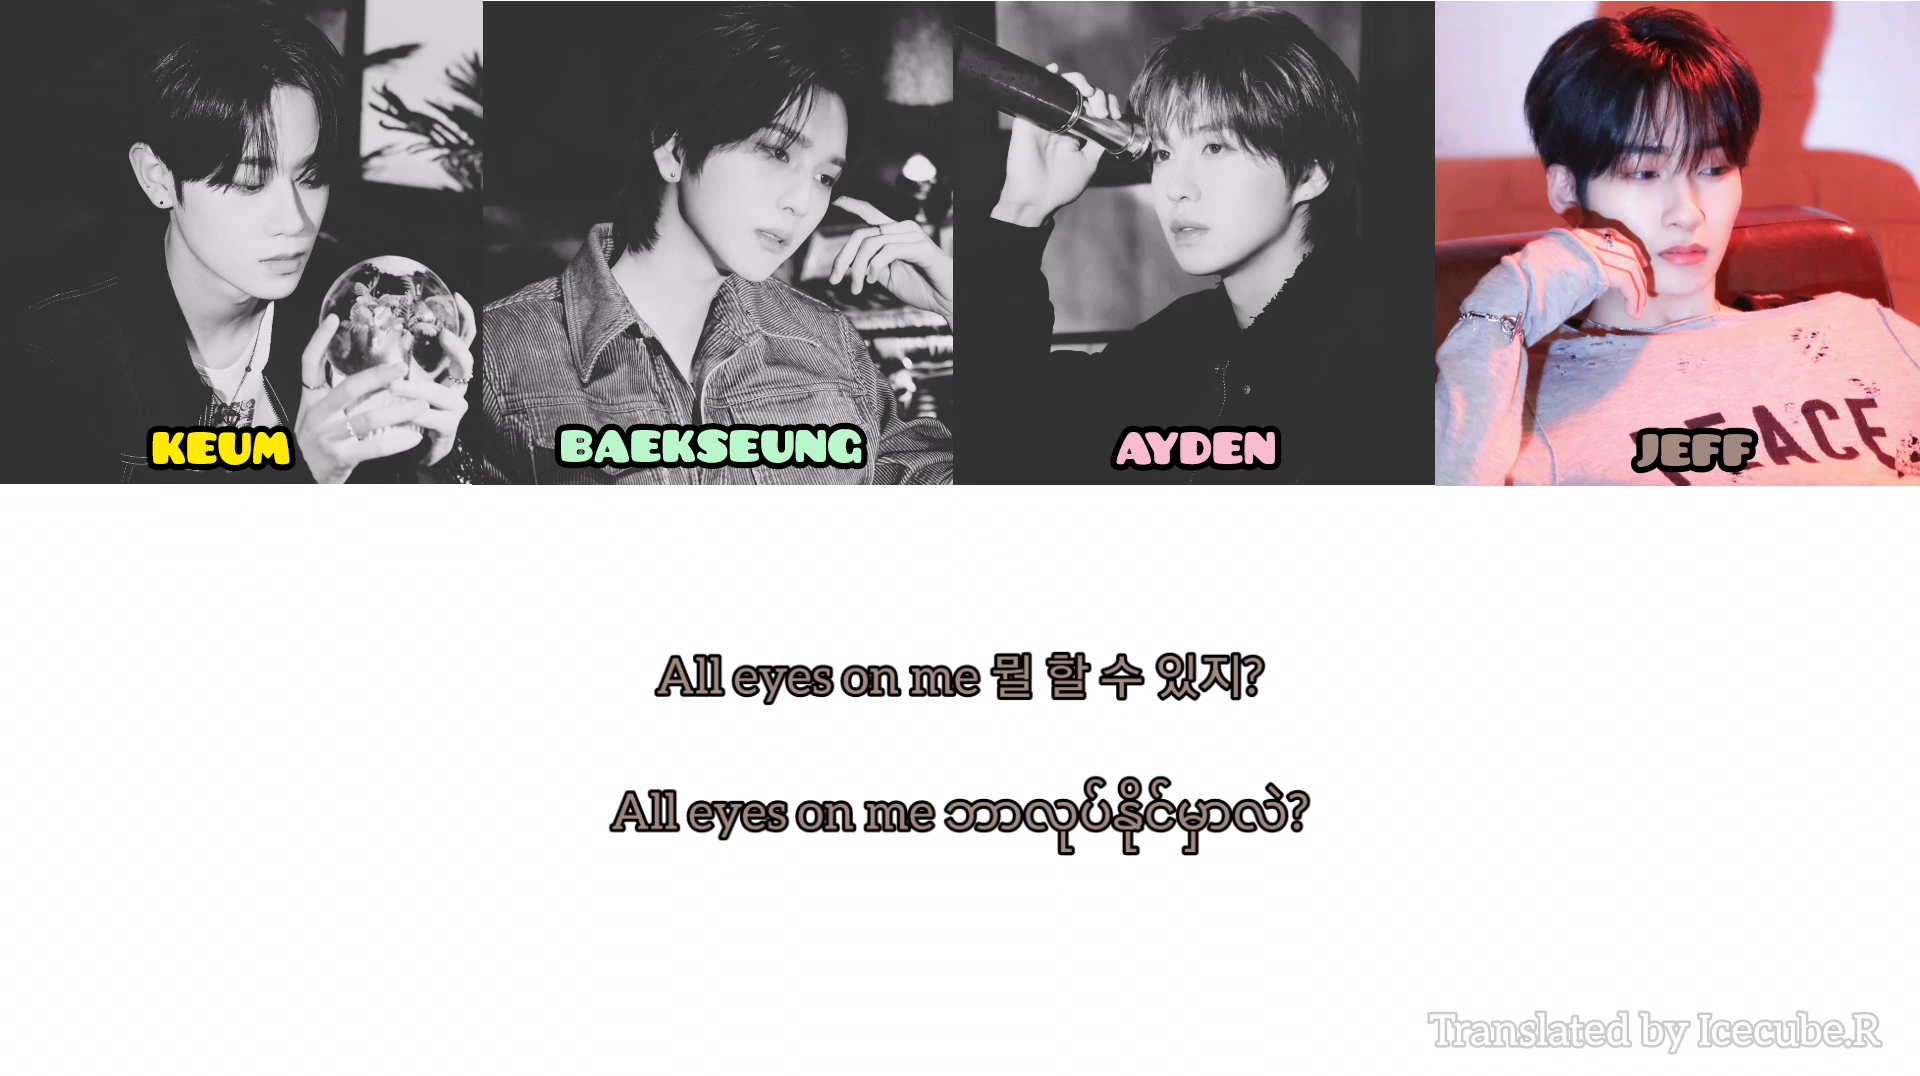 KEUM
BAEKSEUNG
AYDEN
JEFF
PEACE
All eyes on me 뭘 할 수 있지?
All eyes on me ဘာလုပ်နိုင်မှာလဲ?
Translated by Icecube.R